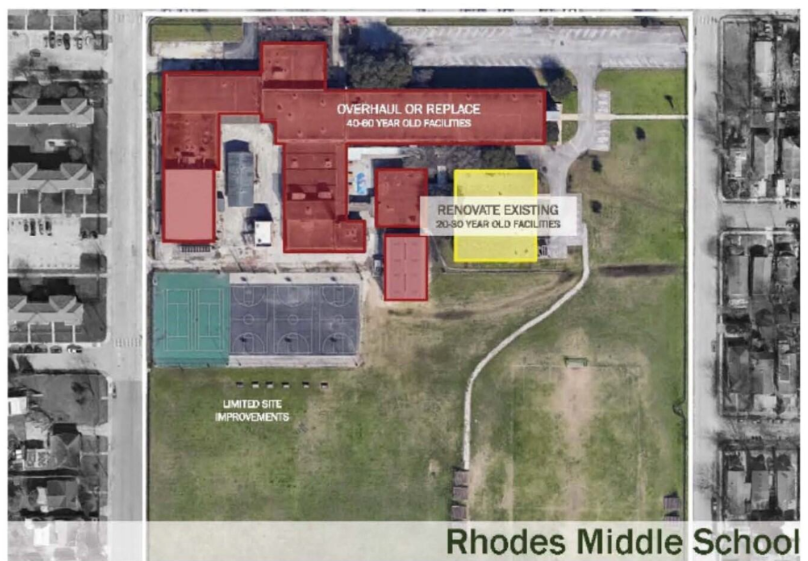 OVERHAUL OR REPLACE
40-60 YEAR OLD FACILITIES
RENOVATE EXISTING
20-30 YEAR OLD FACILITIES
LIMITED SITE
IMPROVEMENTS
Rhodes Middle School